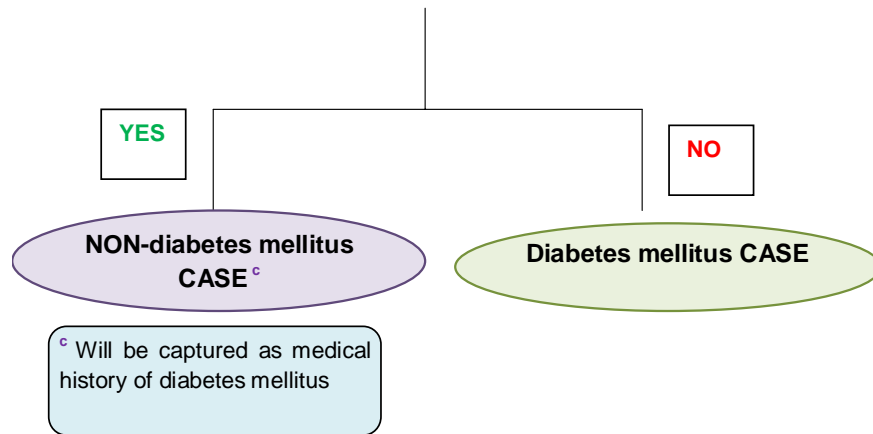 YES
NO
NON-diabetes mellitus
CASE c
Diabetes mellitus CASE
c Will be captured as medical
history of diabetes mellitus